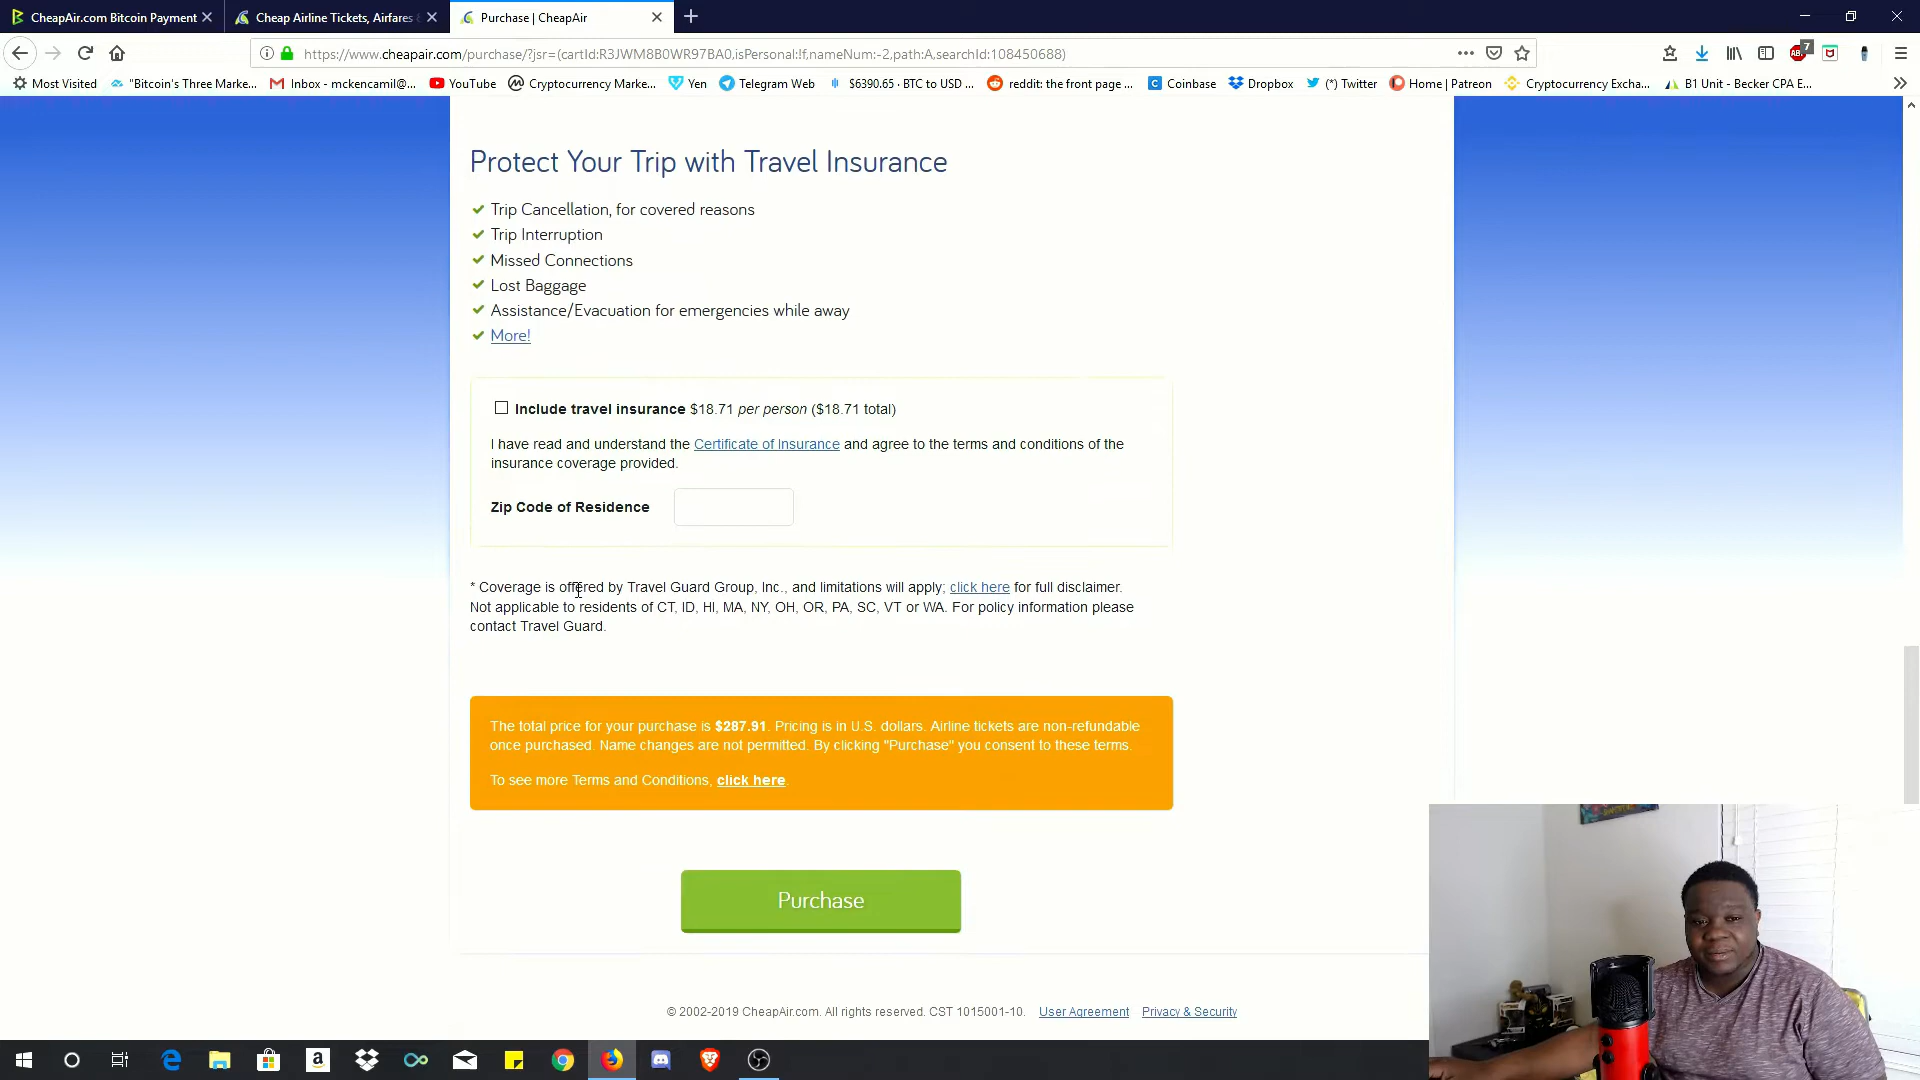 CheapAir.com Bitcoin Payment
Cheap Airline Tickets, Airfares
Purchase | CheapAir
https://www.cheapair.com/purchase/?jsr=(cartId:R3JWM8B0WR97BA0,isPersonal:!f,nameNum:-2,path:A,searchId:108450688)
7
Most Visited
"Bitcoin's Three Marke...
Inbox - mckencamil@...
YouTube
Cryptocurrency Marke...
Yen
Telegram Web
$6390.65 · BTC to USD ...
reddit: the front page ...
Coinbase
Dropbox
(*) Twitter
Home | Patreon
Cryptocurrency Excha...
B1 Unit - Becker CPA E...
Protect Your Trip with Travel Insurance
Trip Cancellation, for covered reasons
Trip Interruption
Missed Connections
Lost Baggage
Assistance/Evacuation for emergencies while away
More!
Include travel insurance $18.71 per person ($18.71 total)
I have read and understand the Certificate of Insurance and agree to the terms and conditions of the
insurance coverage provided.
Zip Code of Residence
* Coverage is offered by Travel Guard Group, Inc., and limitations will apply; click here for full disclaimer.
Not applicable to residents of CT, ID, HI, MA, NY, OH, OR, PA, SC, VT or WA. For policy information please
contact Travel Guard.
The total price for your purchase is $287.91. Pricing is in U.S. dollars. Airline tickets are non-refundable
once purchased. Name changes are not permitted. By clicking "Purchase" you consent to these terms.
To see more Terms and Conditions, click here.
Purchase
© 2002-2019 CheapAir.com. All rights reserved. CST 1015001-10. User Agreement Privacy & Security